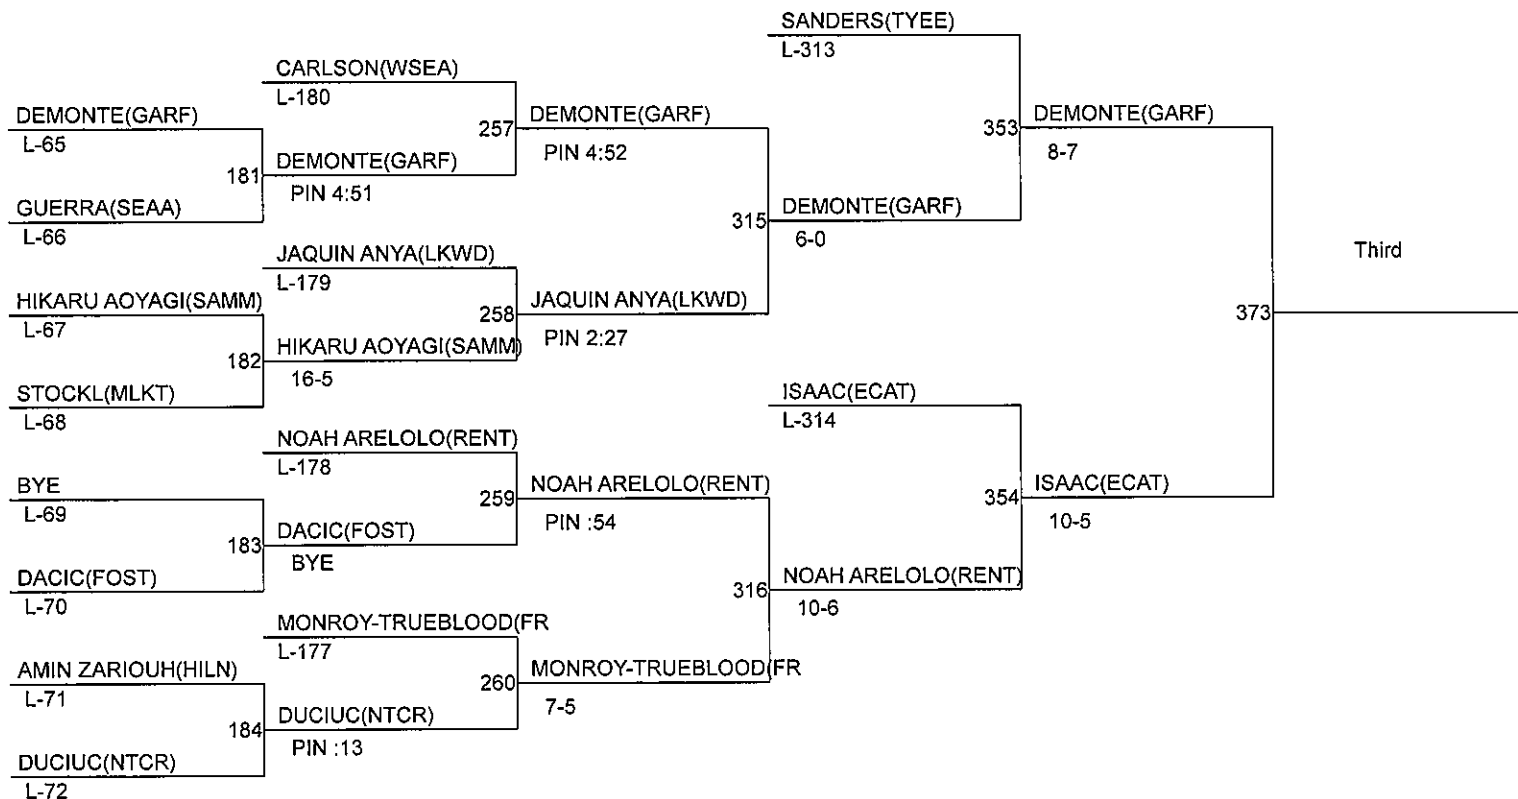 SANDERS(TYEE)
L-313
CARLSON(WSEA)
L-180
DEMONTE(GARF)
L-65
257
DEMONTE(GARF)
PIN 4:52
353
DEMONTE(GARF)
8-7
181
DEMONTE(GARF)
PIN 4:51
GUERRA(SEAA)
L-66
315
DEMONTE(GARF)
6-0
JAQUIN ANYA(LKWD)
L-179
Third
HIKARU AOYAGI(SAMM)
L-67
258
JAQUIN ANYA(LKWD)
PIN 2:27
373
182
HIKARU AOYAGI(SAMM)
16-5
STOCKL(MLKT)
L-68
ISAAC(ECAT)
L-314
NOAH ARELOLO(RENT)
L-178
BYE
L-69
259
NOAH ARELOLO(RENT)
PIN :54
354
ISAAC(ECAT)
10-5
183
DACIC(FOST)
BYE
DACIC(FOST)
L-70
316
NOAH ARELOLO(RENT)
10-6
MONROY-TRUEBLOOD(FR
L-177
AMIN ZARIOUH(HILN)
L-71
260
MONROY-TRUEBLOOD(FR
7-5
184
DUCIUC(NTCR)
PIN :13
DUCIUC(NTCR)
L-72